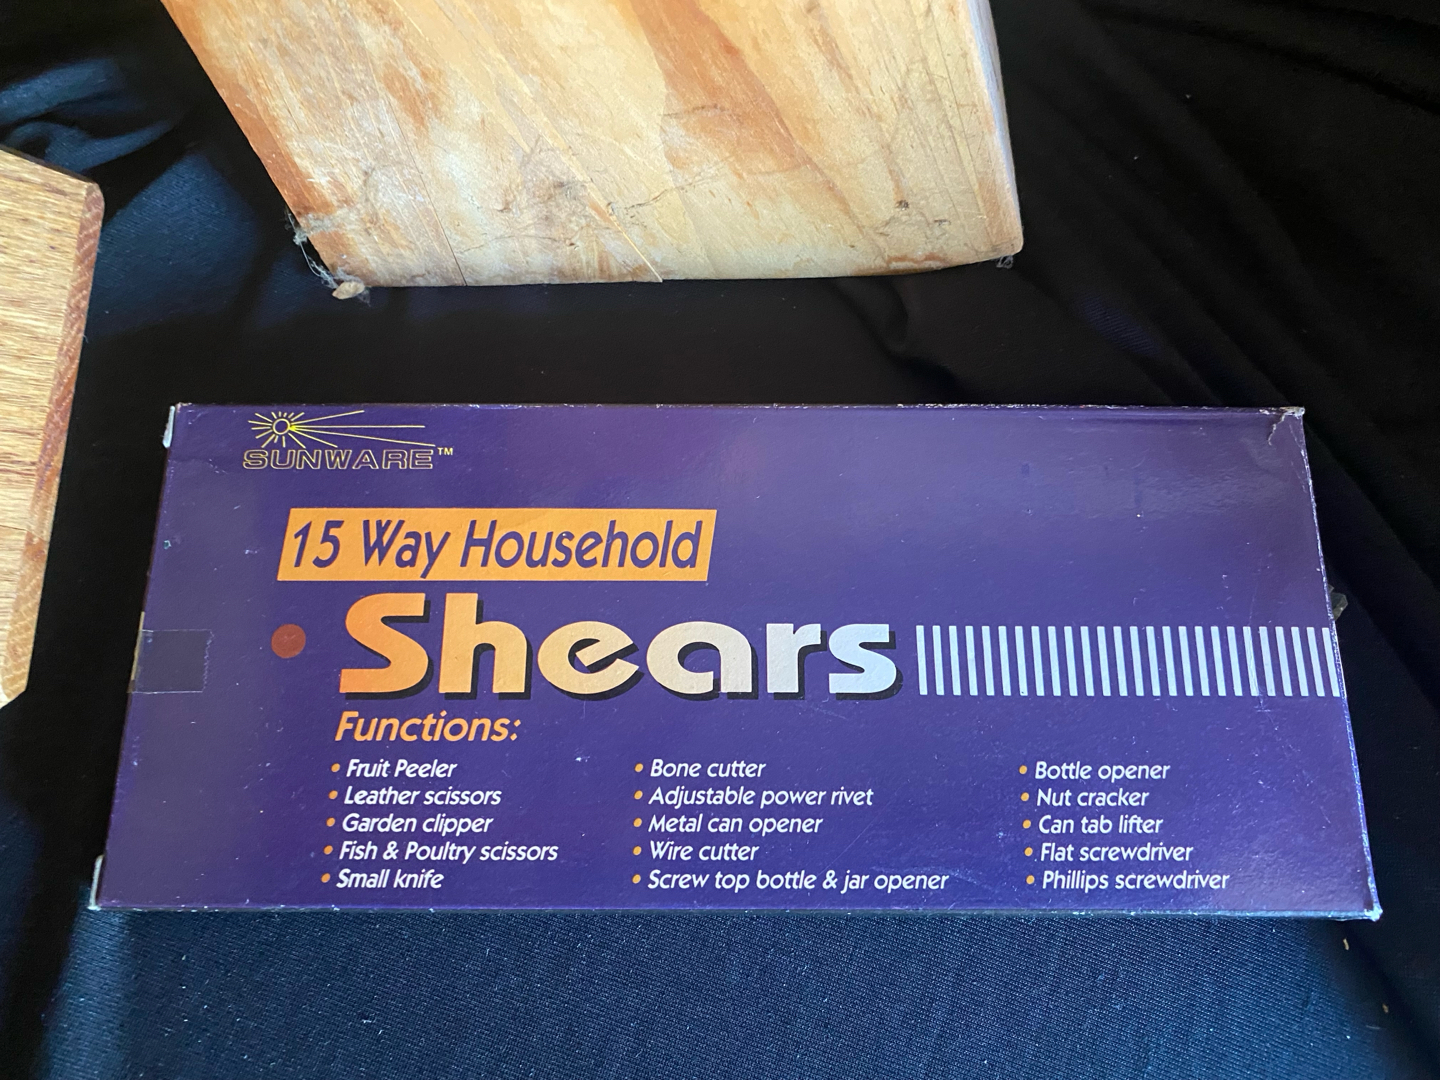 SUNWARE™
15 Way Household
Shears
Functions:
• Fruit Peeler
• Leather scissors
• Garden clipper
• Fish & Poultry scissors
• Small knife
• Bone cutter
• Adjustable power rivet
• Metal can opener
• Wire cutter
• Screw top bottle & jar opener
• Bottle opener
• Nut cracker
• Can tab lifter
• Flat screwdriver
• Phillips screwdriver